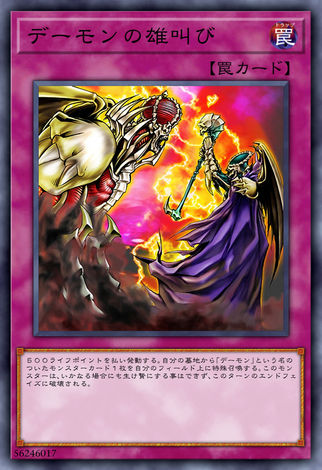 デーモンの雄叫び
トラップ
罠
【罠カード】
５００ライフポイントを払い発動する。自分の墓地から「デーモン」という名の
ついたモンスターカード１枚を自分のフィールド上に特殊召喚する。このモ
ンスターは、いかなる場合にも生け贄にする事はできず、このターンのエンドフェ
イズに破壊される。
56246017